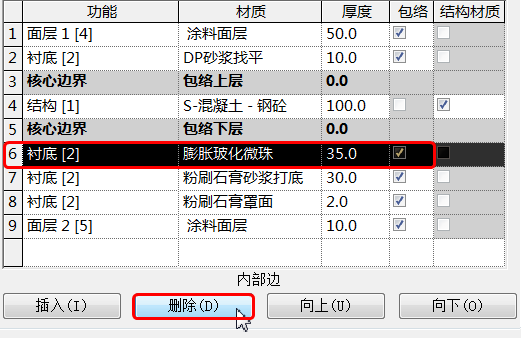 功能 材质 厚度 包络 结构材质
1 面层 1 [4] 涂料面层 50.0
2 衬底 [2] DP砂浆找平 10.0
3 核心边界 包络上层 0.0
4 结构 [1] S-混凝土 - 钢砼 100.0
5 核心边界 包络下层 0.0
6 衬底 [2] 膨胀玻化微珠 35.0
7 衬底 [2] 粉刷石膏砂浆打底 30.0
8 衬底 [2] 粉刷石膏罩面 2.0
9 面层 2 [5] 涂料面层 10.0
内部边
插入(I) 删除(D) 向上(U) 向下(O)